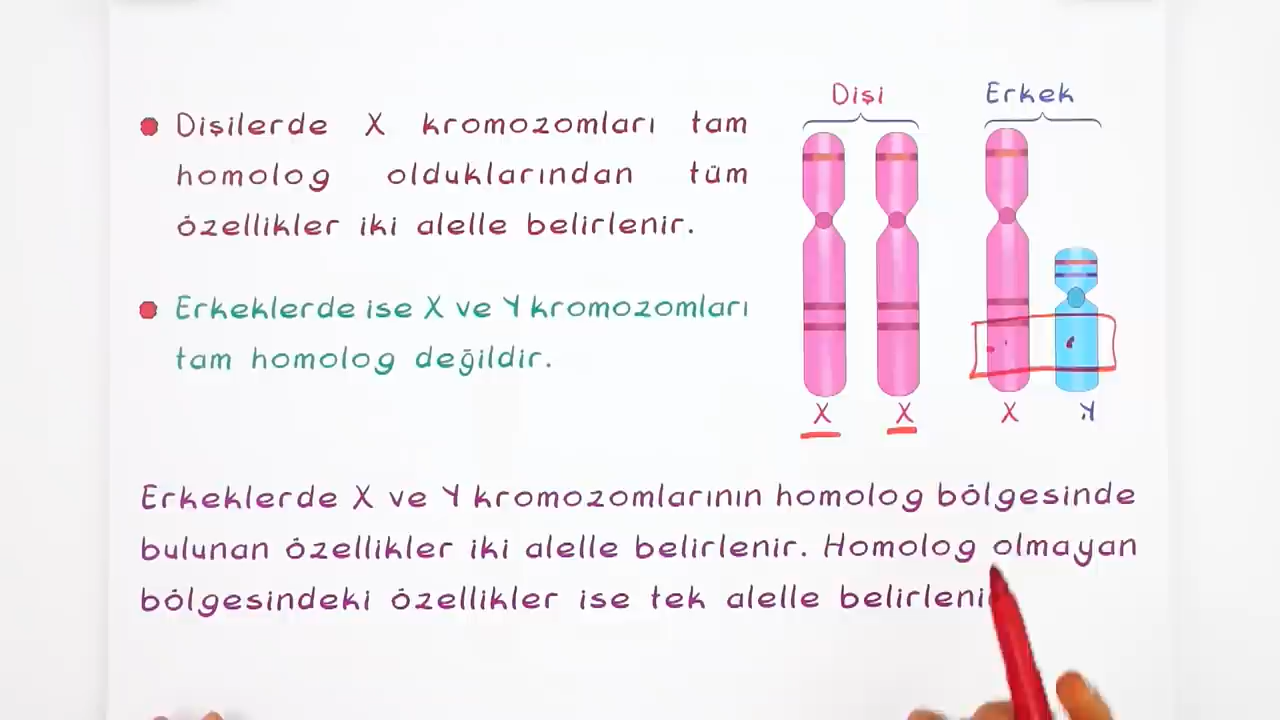 Dişilerde X kromozomları tam
homolog olduklarından tüm
özellikler iki alelle belirlenir.
Erkeklerde ise X ve Y kromozomları
tam homolog değildir.
Dişi
Erkek
X
X
X
Y
Erkeklerde X ve Y kromozomlarının homolog bölgesinde
bulunan özellikler iki alelle belirlenir. Homolog olmayan
bölgesindeki özellikler ise tek alelle